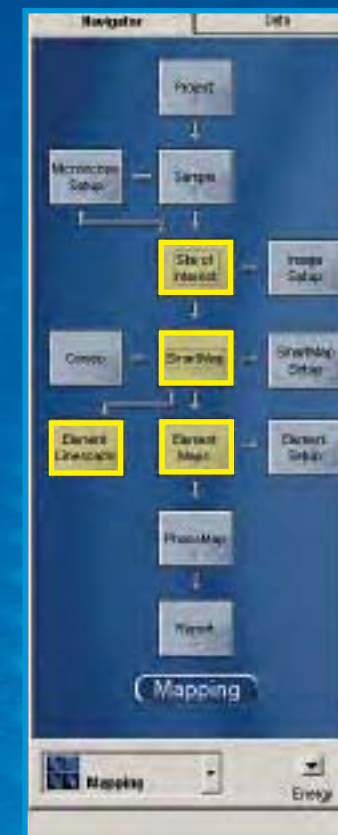 Navigator
Data
Project
Microscope
Setup
Sample
Site of
Interest
Image
Setup
SmartMap
SmartMap
Setup
Element
Linescans
Element
Maps
Element
Setup
PhaseMap
Report
Mapping
Mapping
Energy